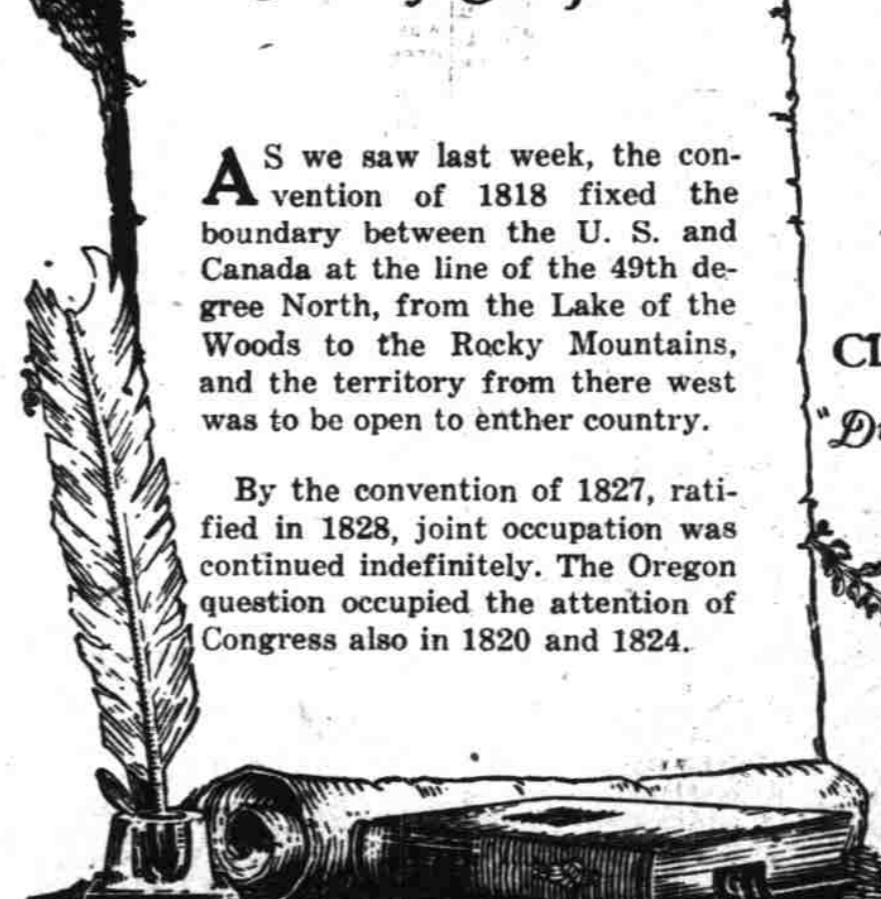 AS we saw last week, the con-
vention of 1818 fixed the
boundary between the U. S. and
Canada at the line of the 49th de-
gree North, from the Lake of the
Woods to the Rocky Mountains,
and the territory from there west
was to be open to enther country.
By the convention of 1827, rati-
fied in 1828, joint occupation was
continued indefinitely. The Oregon
question occupied the attention of
Congress also in 1820 and 1824.